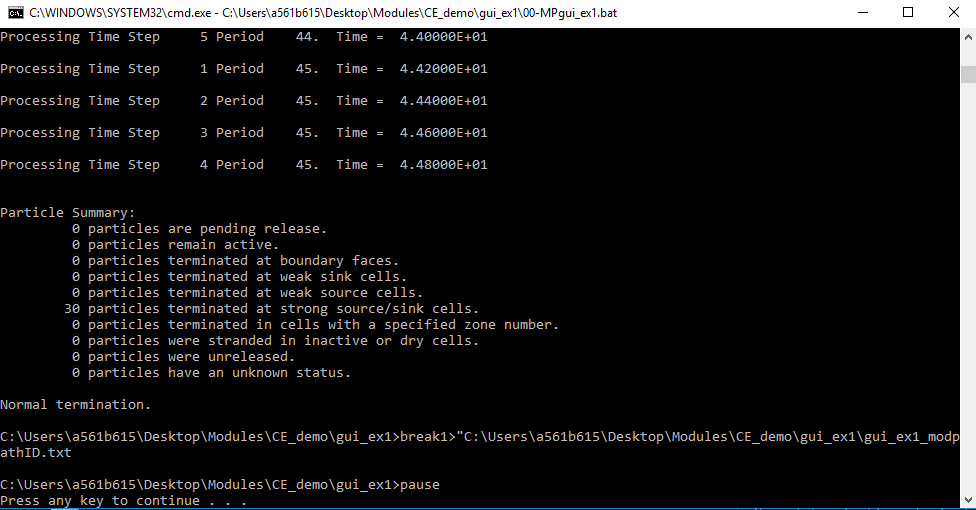 C:\WINDOWS\SYSTEM32\cmd.exe - C:\Users\a561b615\Desktop\Modules\CE_demo\gui_ex1\00-MPgui_ex1.bat
Processing Time Step     5 Period    44.  Time =  4.40000E+01
Processing Time Step     1 Period    45.  Time =  4.42000E+01
Processing Time Step     2 Period    45.  Time =  4.44000E+01
Processing Time Step     3 Period    45.  Time =  4.46000E+01
Processing Time Step     4 Period    45.  Time =  4.48000E+01
Particle Summary:
         0 particles are pending release.
         0 particles remain active.
         0 particles terminated at boundary faces.
         0 particles terminated at weak sink cells.
         0 particles terminated at weak source cells.
        30 particles terminated at strong source/sink cells.
         0 particles terminated in cells with a specified zone number.
         0 particles were stranded in inactive or dry cells.
         0 particles were unreleased.
         0 particles have an unknown status.
Normal termination.
C:\Users\a561b615\Desktop\Modules\CE_demo\gui_ex1>break1>"C:\Users\a561b615\Desktop\Modules\CE_demo\gui_ex1\gui_ex1_modp
athID.txt
C:\Users\a561b615\Desktop\Modules\CE_demo\gui_ex1>pause
Press any key to continue . . .